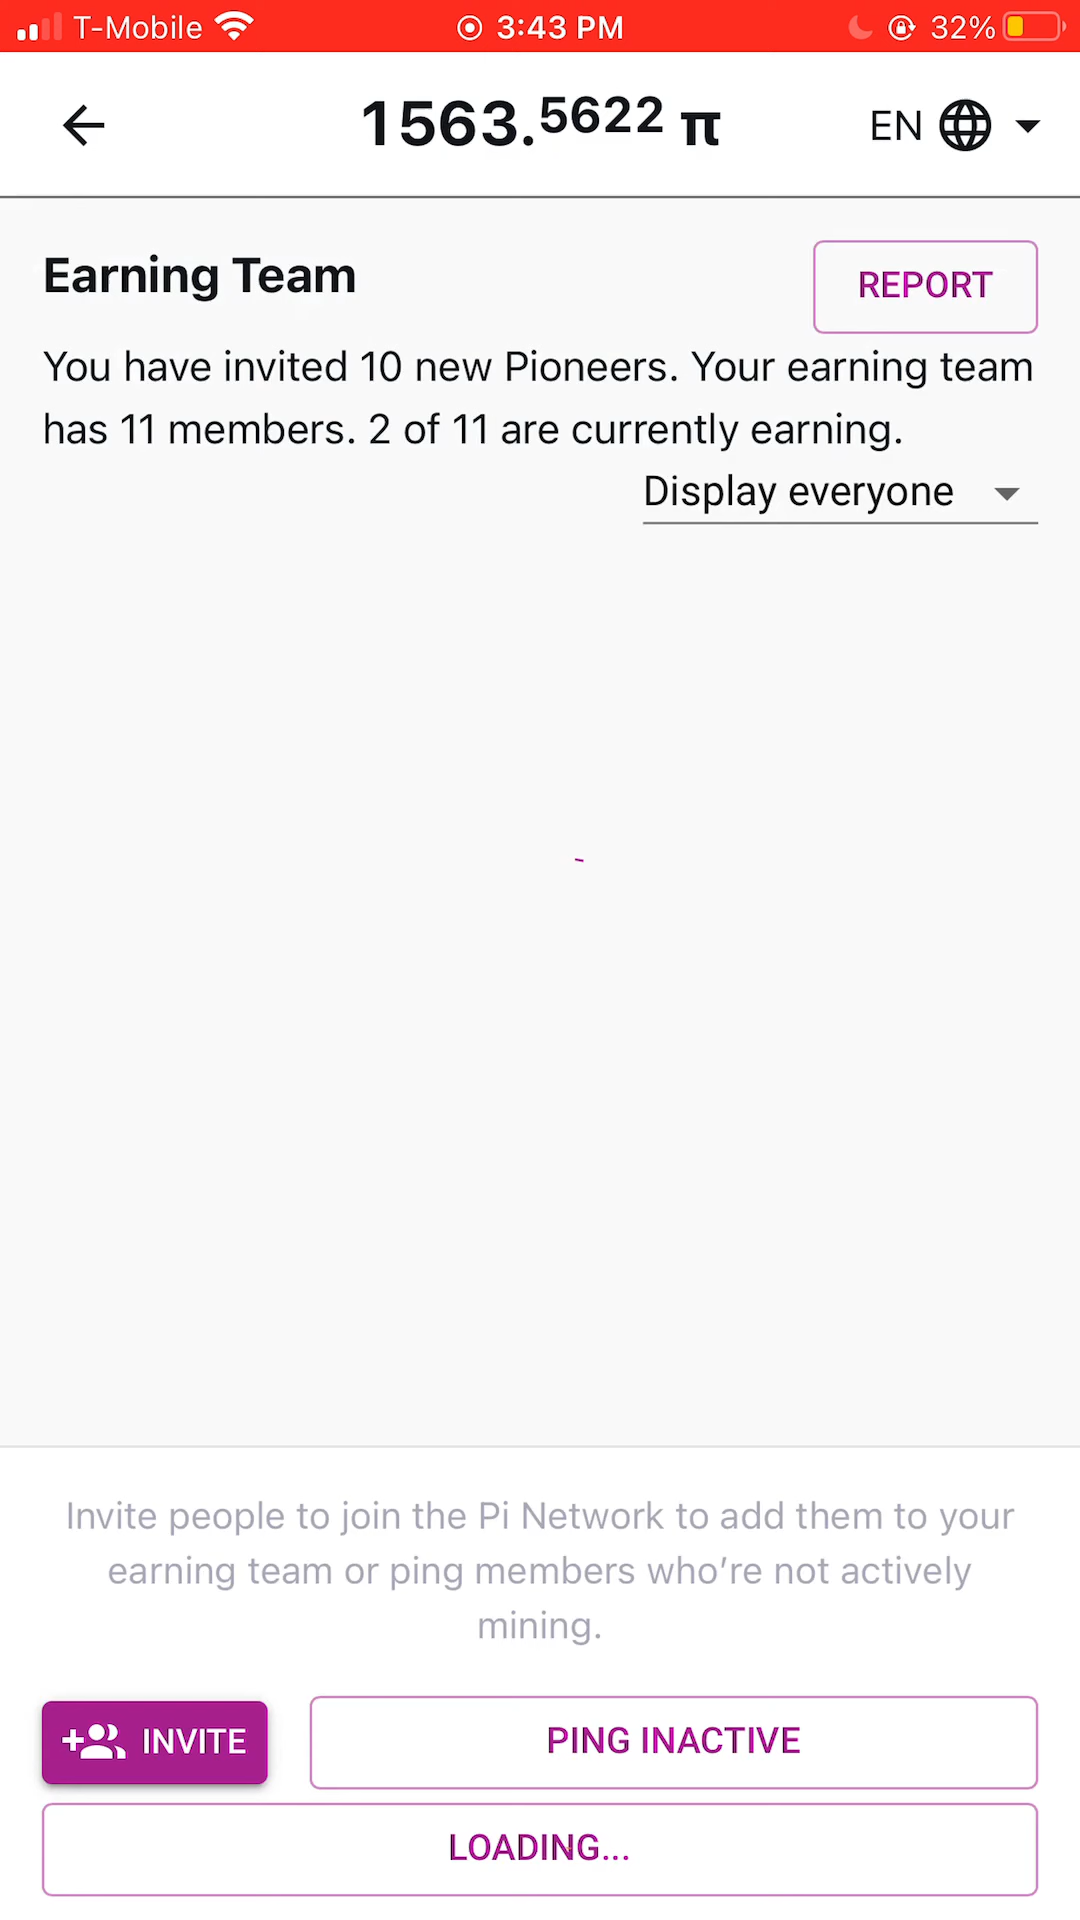 T-Mobile 3:43 PM 32%
1563.5622 π EN
Earning Team
REPORT
You have invited 10 new Pioneers. Your earning team
has 11 members. 2 of 11 are currently earning.
Display everyone
Invite people to join the Pi Network to add them to your
earning team or ping members who’re not actively
mining.
INVITE
PING INACTIVE
LOADING...